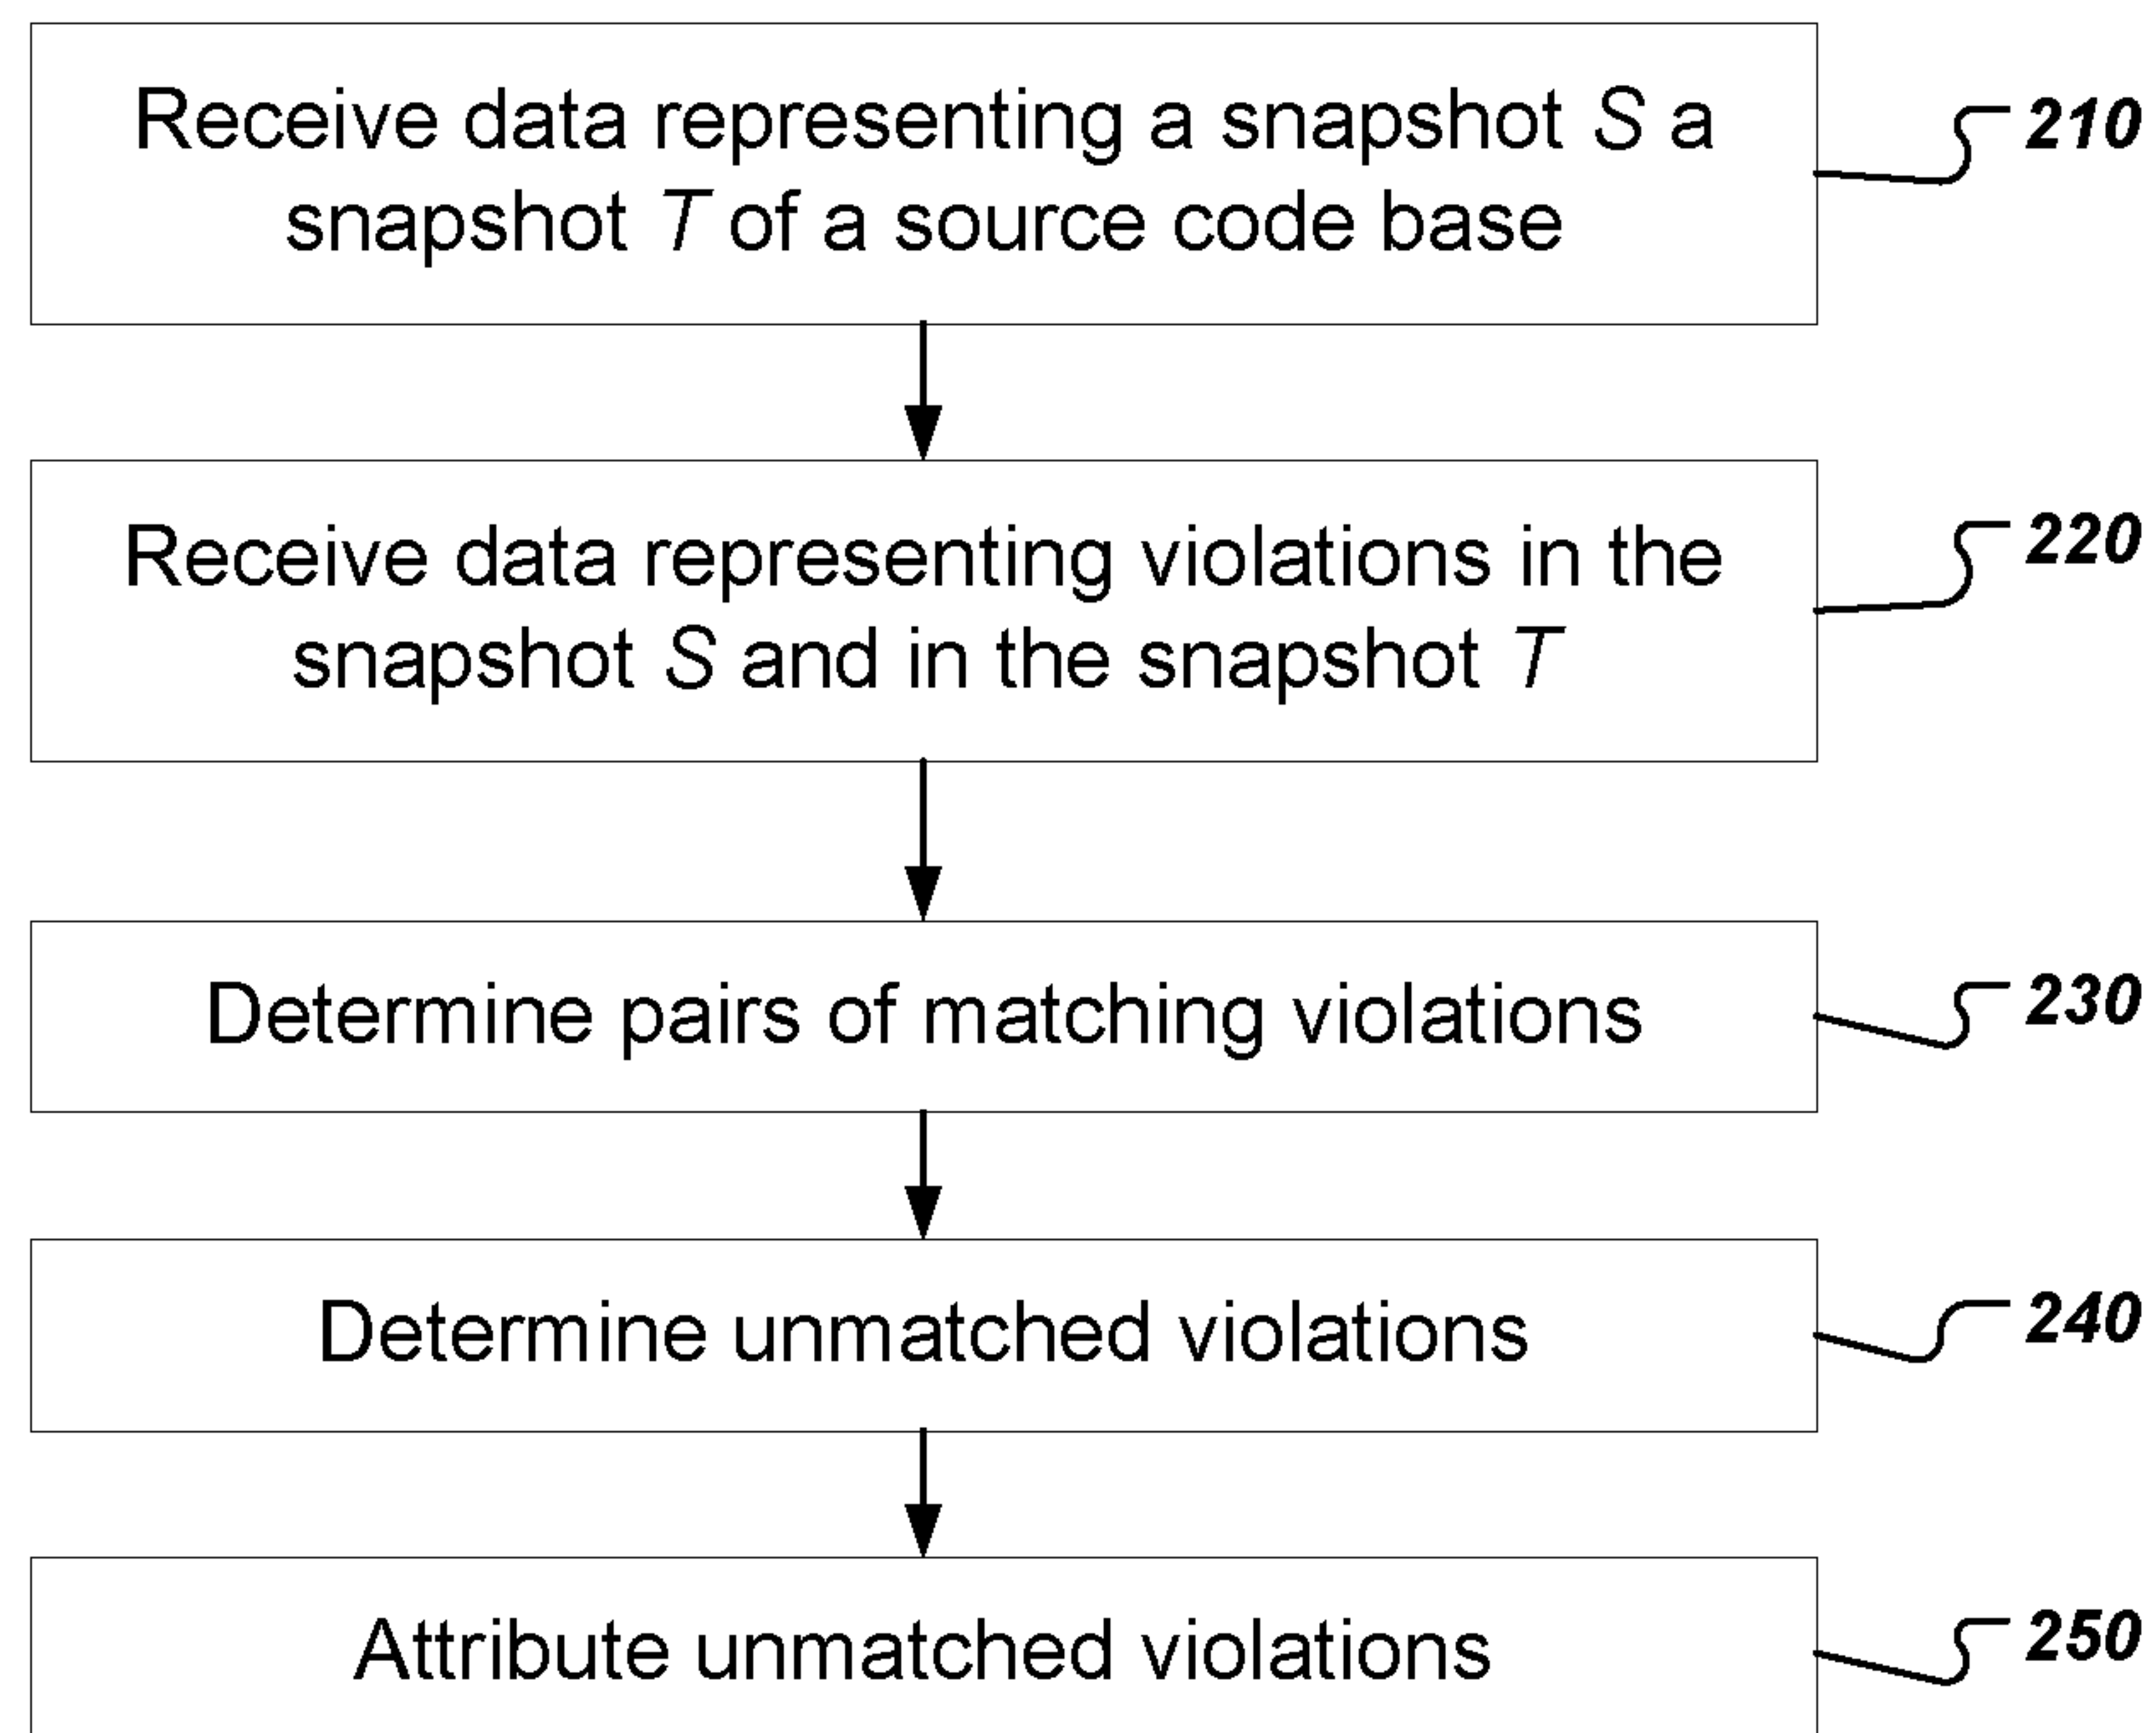 Receive data representing a snapshot S a
snapshot T of a source code base
210
Receive data representing violations in the
snapshot S and in the snapshot T
220
Determine pairs of matching violations
230
Determine unmatched violations
240
Attribute unmatched violations
250